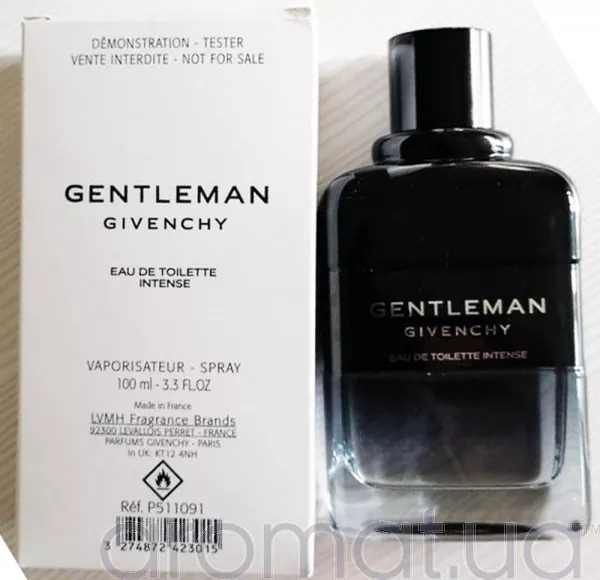 DÉMONSTRATION - TESTER
VENTE INTERDITE - NOT FOR SALE
GENTLEMAN
GIVENCHY
EAU DE TOILETTE
INTENSE
VAPORISATEUR - SPRAY
100 ml - 3.3 FL.OZ
Made in France
LVMH Fragrance Brands
92300 LEVALLOIS PERRET - FRANCE
PARFUMS GIVENCHY - PARIS
In UK: KT12 4NH
Réf. P511091
3 274872 423015
GENTLEMAN
GIVENCHY
EAU DE TOILETTE INTENSE
aromat.ua™